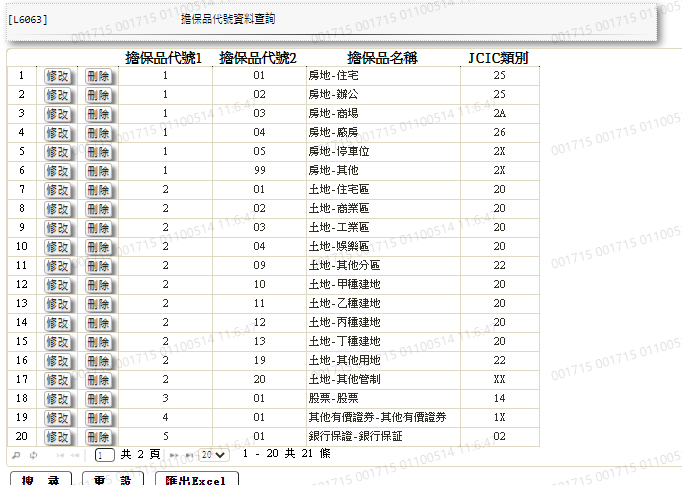 [L6063] 擔保品代號資料查詢
擔保品代號1 擔保品代號2 擔保品名稱 JCIC類別
1 修改 刪除 1 01 房地-住宅 25
2 修改 刪除 1 02 房地-辦公 25
3 修改 刪除 1 03 房地-商場 2A
4 修改 刪除 1 04 房地-廠房 26
5 修改 刪除 1 05 房地-停車位 2X
6 修改 刪除 1 99 房地-其他 2X
7 修改 刪除 2 01 土地-住宅區 20
8 修改 刪除 2 02 土地-商業區 20
9 修改 刪除 2 03 土地-工業區 20
10 修改 刪除 2 04 土地-娛樂區 20
11 修改 刪除 2 09 土地-其他分區 22
12 修改 刪除 2 10 土地-甲種建地 20
13 修改 刪除 2 11 土地-乙種建地 20
14 修改 刪除 2 12 土地-丙種建地 20
15 修改 刪除 2 13 土地-丁種建地 20
16 修改 刪除 2 19 土地-其他用地 22
17 修改 刪除 2 20 土地-其他管制 XX
18 修改 刪除 3 01 股票-股票 14
19 修改 刪除 4 01 其他有價證券-其他有價證券 1X
20 修改 刪除 5 01 銀行保證-銀行保証 02
1 共 2 頁 20 1 - 20 共 21 條
搜 尋 重 設 匯出Excel
001715 001715 01100514 11:6:47